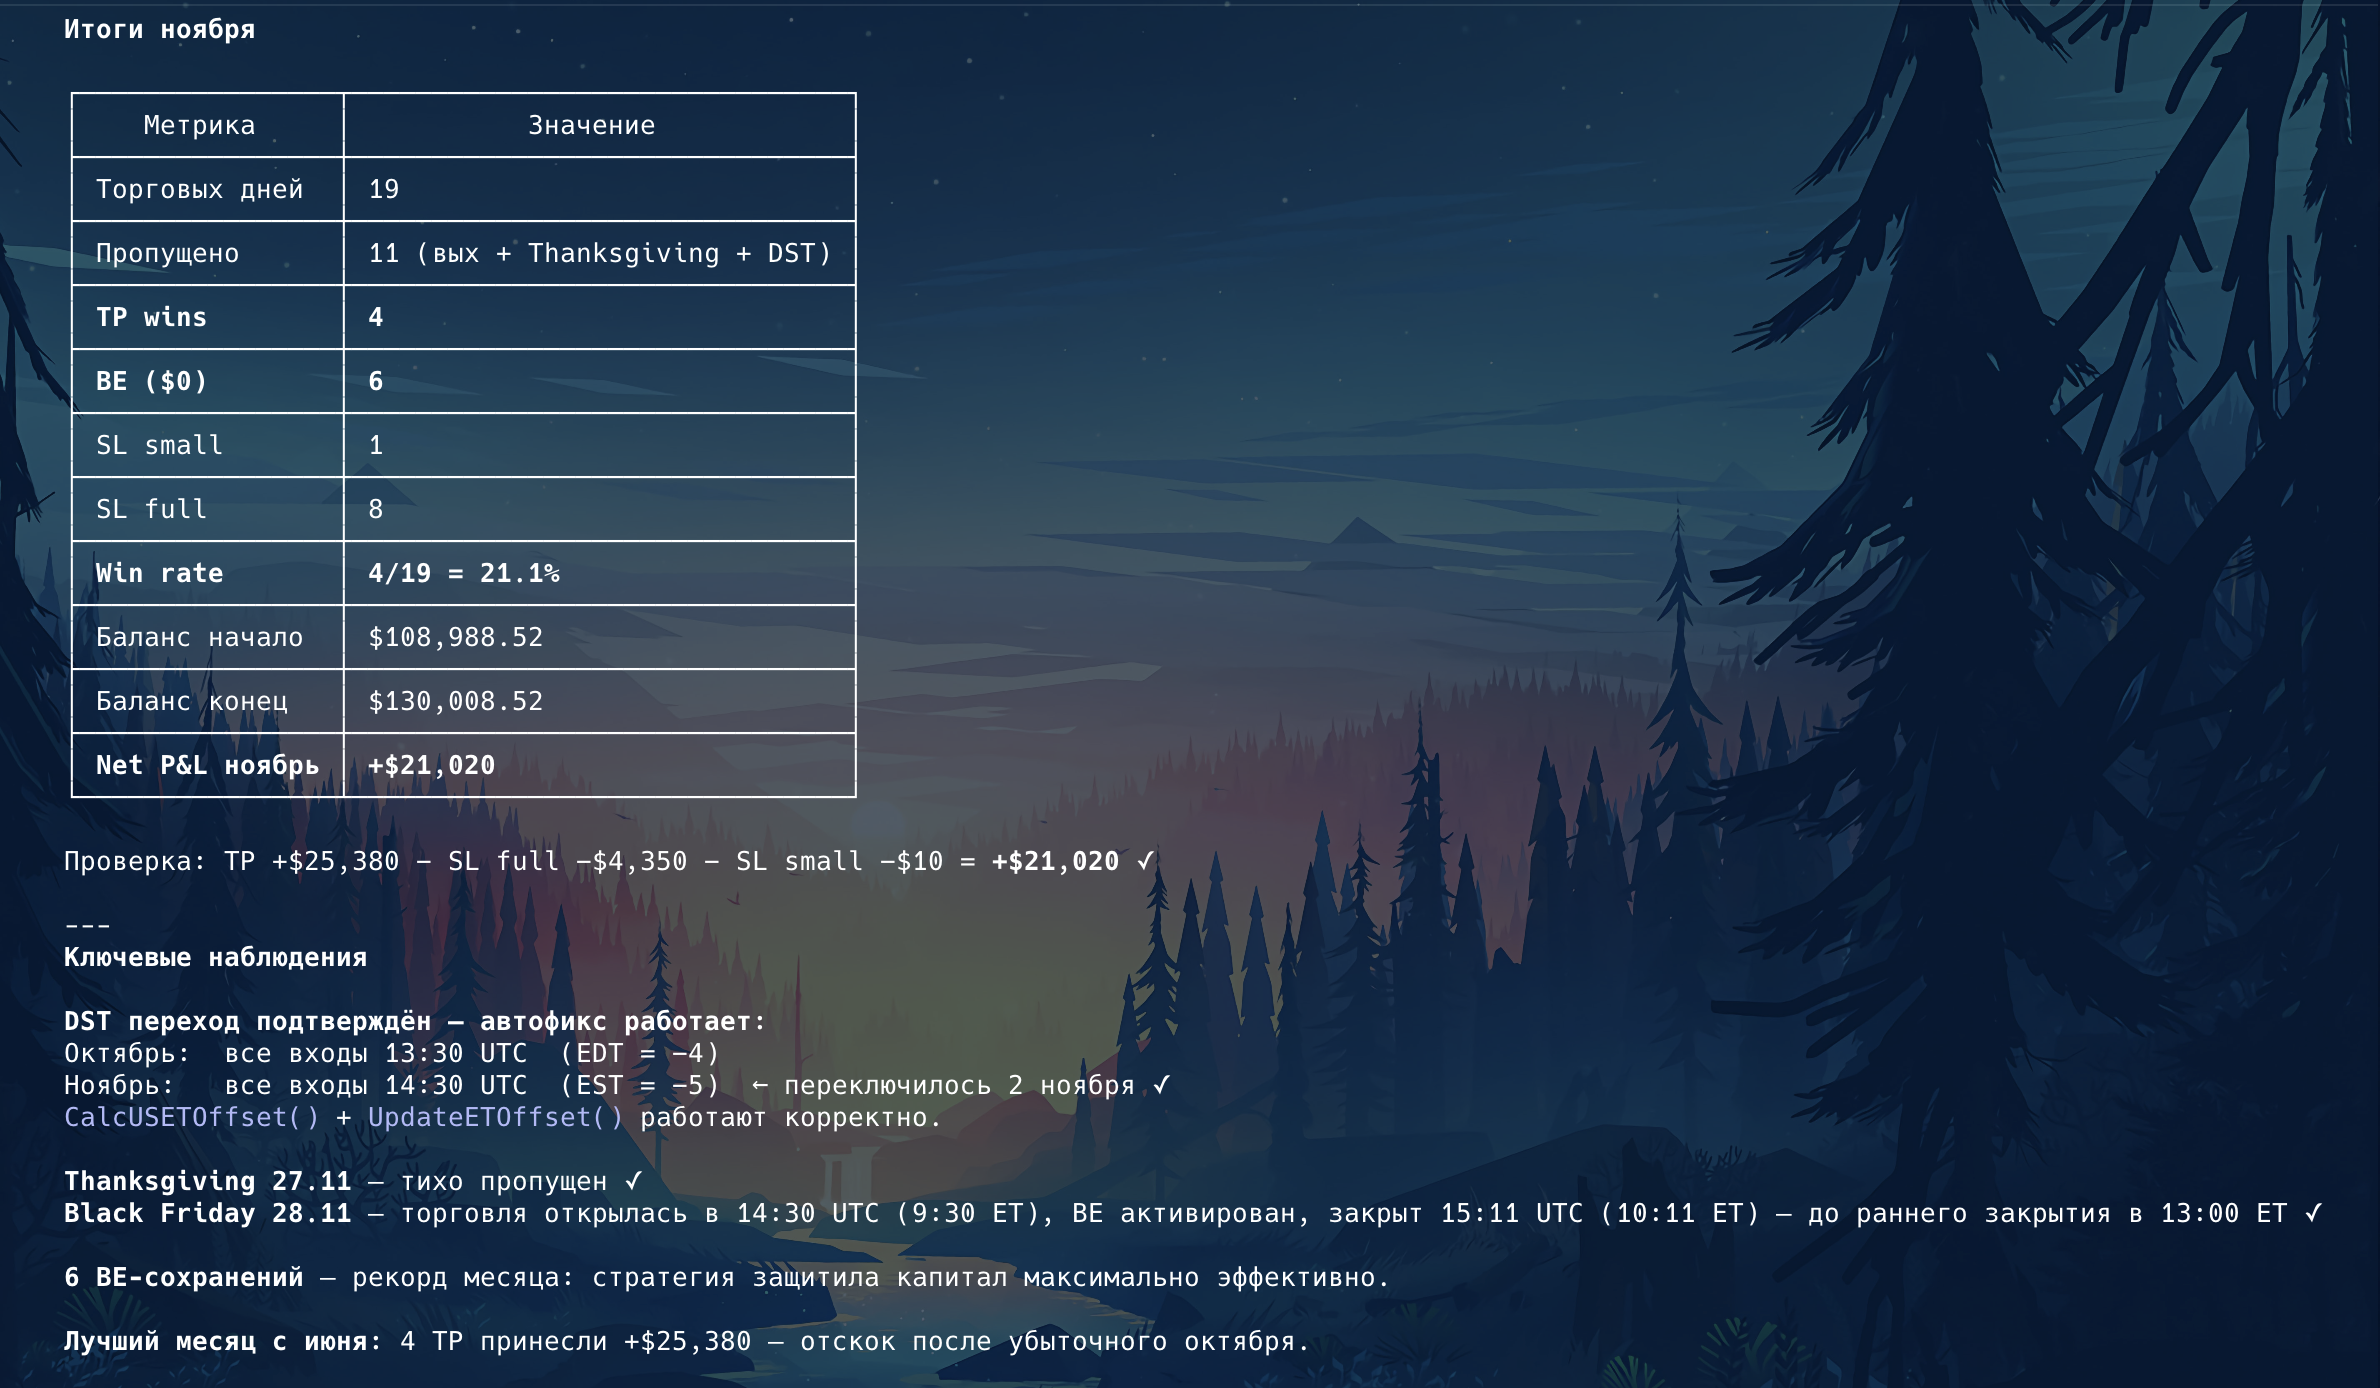 Итоги ноября
Метрика Значение
Торговых дней 19
Пропущено 11 (вых + Thanksgiving + DST)
TP wins 4
BE ($0) 6
SL small 1
SL full 8
Win rate 4/19 = 21.1%
Баланс начало $108,988.52
Баланс конец $130,008.52
Net P&L ноябрь +$21,020
Проверка: TP +$25,380 − SL full −$4,350 − SL small −$10 = +$21,020 ✓
---
Ключевые наблюдения
DST переход подтверждён — автофикс работает:
Октябрь: все входы 13:30 UTC (EDT = −4)
Ноябрь: все входы 14:30 UTC (EST = −5) ← переключилось 2 ноября ✓
CalcUSETOffset() + UpdateETOffset() работают корректно.
Thanksgiving 27.11 — тихо пропущен ✓
Black Friday 28.11 — торговля открылась в 14:30 UTC (9:30 ET), BE активирован, закрыт 15:11 UTC (10:11 ET) — до раннего закрытия в 13:00 ET ✓
6 BE-сохранений — рекорд месяца: стратегия защитила капитал максимально эффективно.
Лучший месяц с июня: 4 TP принесли +$25,380 — отскок после убыточного октября.